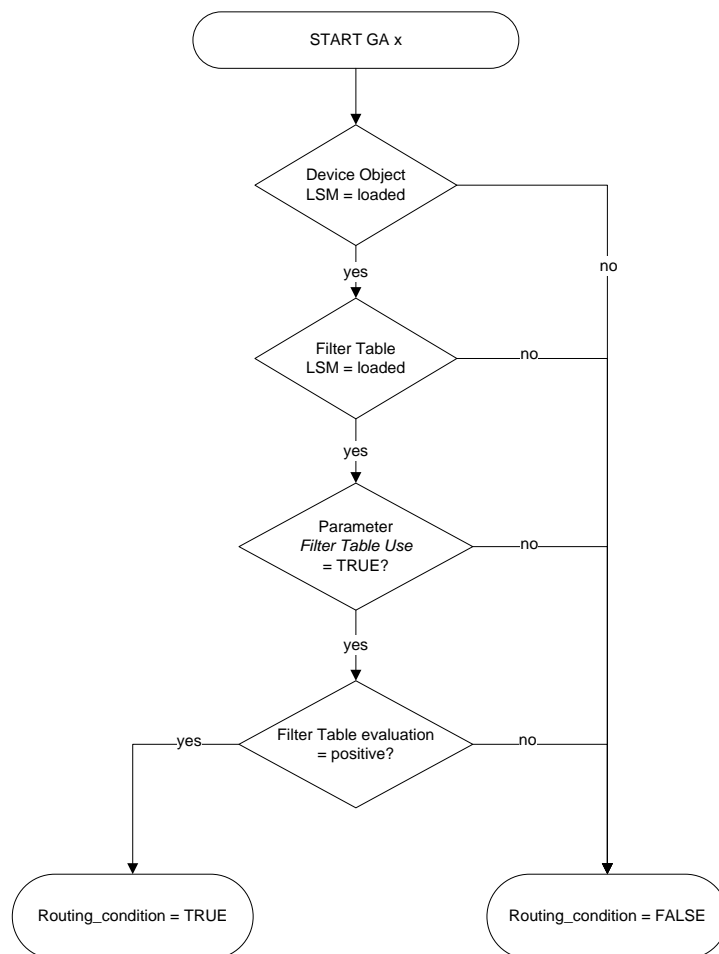 START GA x
Device Object
LSM = loaded
no
yes
Filter Table
LSM = loaded
no
yes
Parameter
Filter Table Use
= TRUE?
no
yes
Filter Table evaluation
= positive?
yes
no
Routing_condition = TRUE
Routing_condition = FALSE